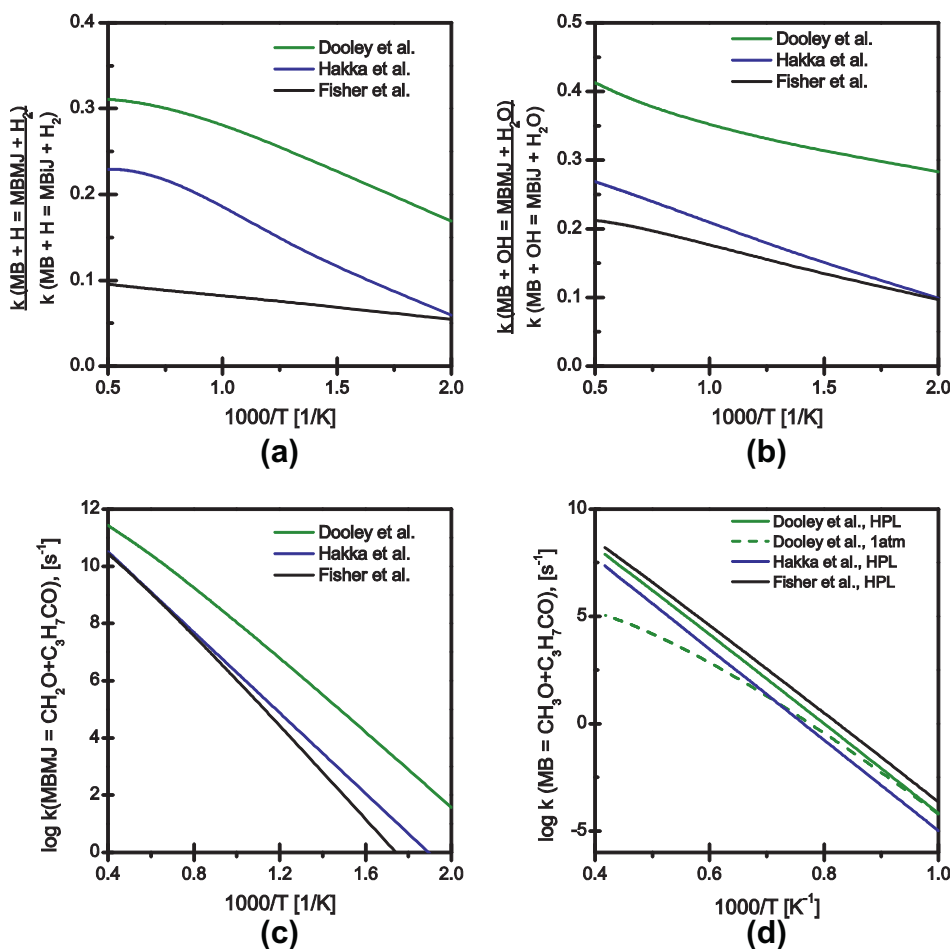 k (MB + H = MBMJ + H₂)
k (MB + H = MBiJ + H₂)
0.4
0.3
0.2
0.1
0.0
Dooley et al.
Hakka et al.
Fisher et al.
0.5 1.0 1.5 2.0
1000/T [1/K]
(a)
k (MB + OH = MBMJ + H₂O)
k (MB + OH = MBiJ + H₂O)
0.5
0.4
0.3
0.2
0.1
0.0
Dooley et al.
Hakka et al.
Fisher et al.
0.5 1.0 1.5 2.0
1000/T [1/K]
(b)
log k(MBMJ = CH₂O+C₃H₇CO), [s⁻¹]
12
10
8
6
4
2
0
Dooley et al.
Hakka et al.
Fisher et al.
0.4 0.8 1.2 1.6 2.0
1000/T [1/K]
(c)
log k (MB = CH₃O+C₃H₇CO), [s⁻¹]
10
5
0
-5
Dooley et al., HPL
Dooley et al., 1atm
Hakka et al., HPL
Fisher et al., HPL
0.4 0.6 0.8 1.0
1000/T [K⁻¹]
(d)